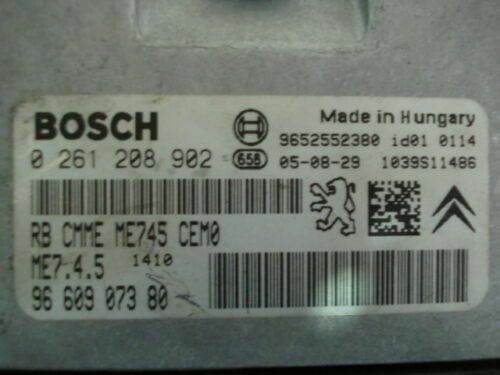 BOSCH
Made in Hungary
9652552380 id01 0114
0 261 208 902 656 05-08-29 1039S11486
RB CMME ME745 CEM0
ME7.4.5 1410
96 609 073 80